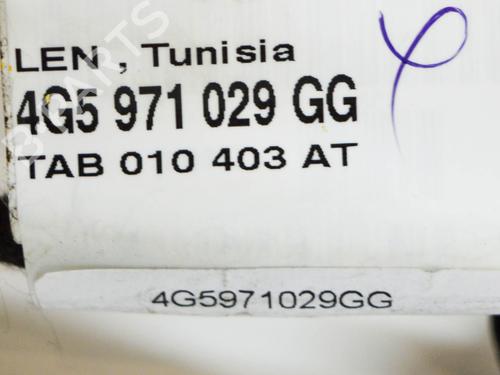 LEN , Tunisia
4G5 971 029 GG
TAB 010 403 AT
4G5971029GG